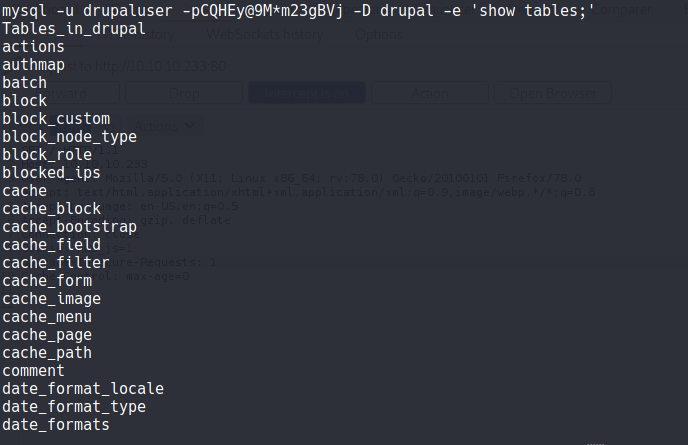 mysql -u drupaluser -pCQHEy@9M*m23gBVj -D drupal -e 'show tables;'
Tables_in_drupal
actions
authmap
batch
block
block_custom
block_node_type
block_role
blocked_ips
cache
cache_block
cache_bootstrap
cache_field
cache_filter
cache_form
cache_image
cache_menu
cache_page
cache_path
comment
date_format_locale
date_format_type
date_formats